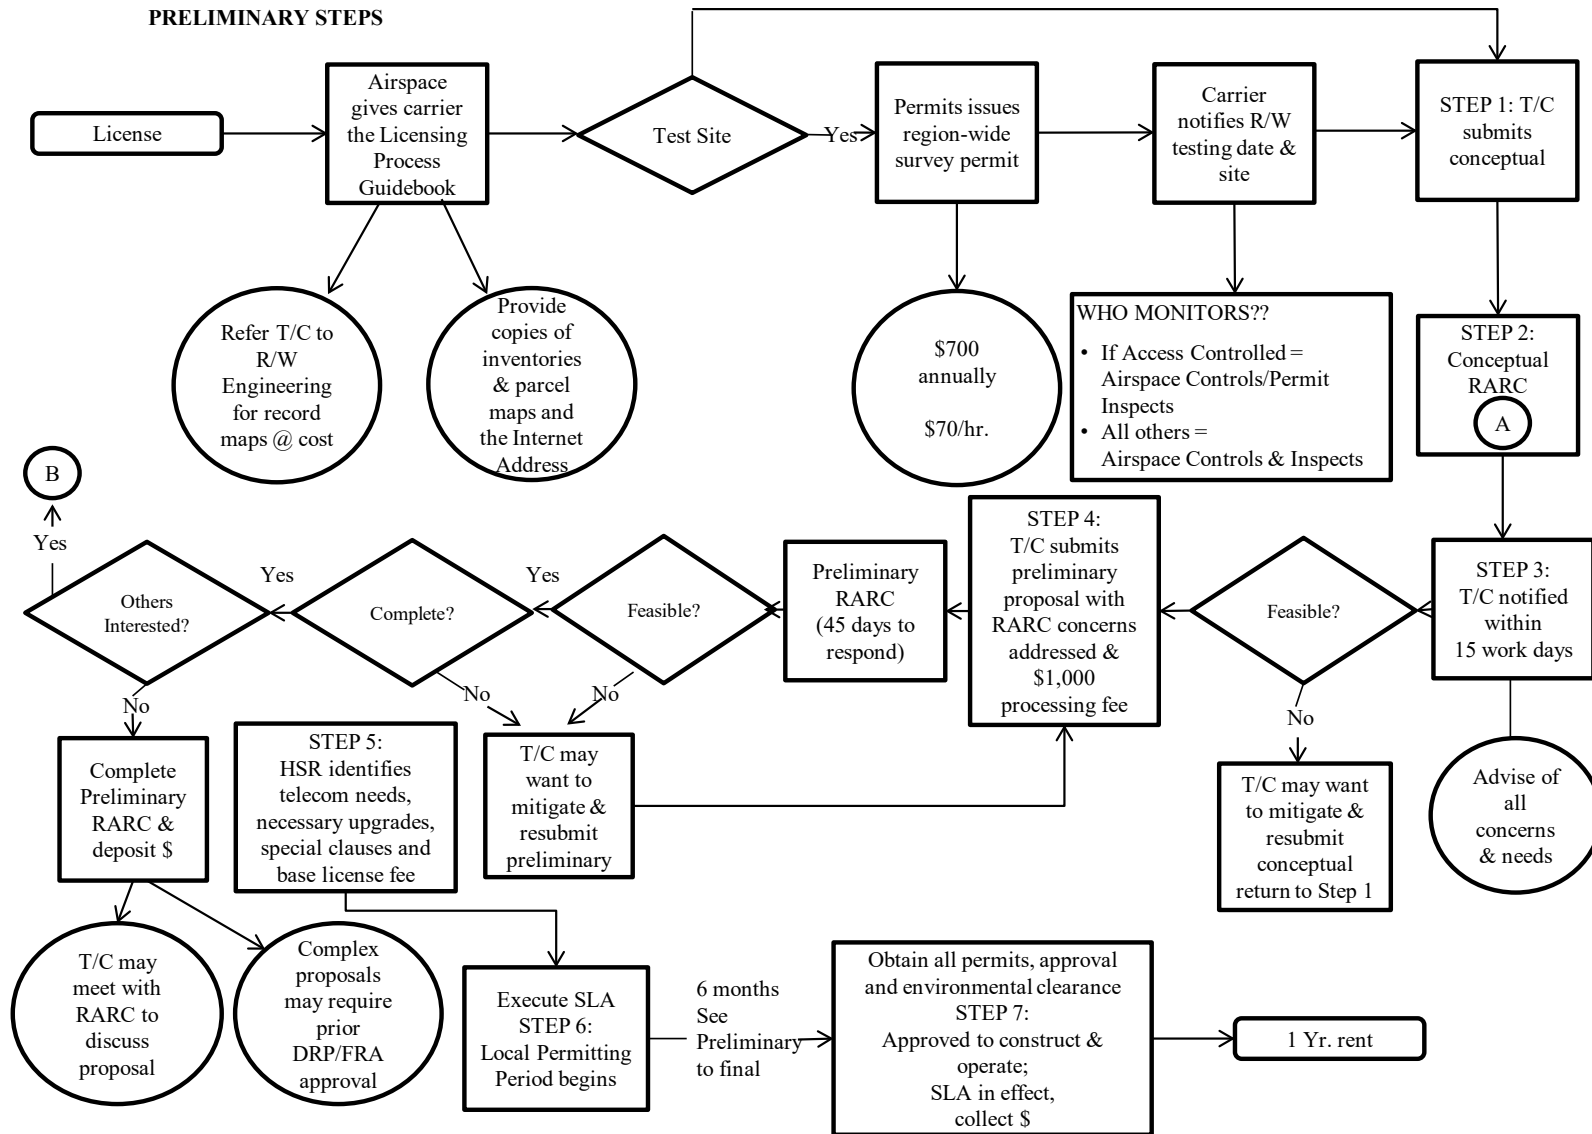 PRELIMINARY STEPS
License
Airspace
gives carrier
the Licensing
Process
Guidebook
Test Site
Yes
Permits issues
region-wide
survey permit
Carrier
notifies R/W
testing date &
site
STEP 1: T/C
submits
conceptual
Refer T/C to
R/W
Engineering
for record
maps @ cost
Provide
copies of
inventories
& parcel
maps and
the Internet
Address
$700
annually
$70/hr.
WHO MONITORS??
• If Access Controlled =
Airspace Controls/Permit
Inspects
• All others =
Airspace Controls & Inspects
STEP 2:
Conceptual
RARC
A
B
Yes
Others
Interested?
Yes
Complete?
Yes
Feasible?
Preliminary
RARC
(45 days to
respond)
STEP 4:
T/C submits
preliminary
proposal with
RARC concerns
addressed &
$1,000
processing fee
Feasible?
STEP 3:
T/C notified
within
15 work days
No
No
No
No
Complete
Preliminary
RARC &
deposit $
STEP 5:
HSR identifies
telecom needs,
necessary upgrades,
special clauses and
base license fee
T/C may
want to
mitigate &
resubmit
preliminary
T/C may want
to mitigate &
resubmit
conceptual
return to Step 1
Advise of
all
concerns
& needs
T/C may
meet with
RARC to
discuss
proposal
Complex
proposals
may require
prior
DRP/FRA
approval
Execute SLA
STEP 6:
Local Permitting
Period begins
6 months
See
Preliminary
to final
Obtain all permits, approval
and environmental clearance
STEP 7:
Approved to construct &
operate;
SLA in effect,
collect $
1 Yr. rent